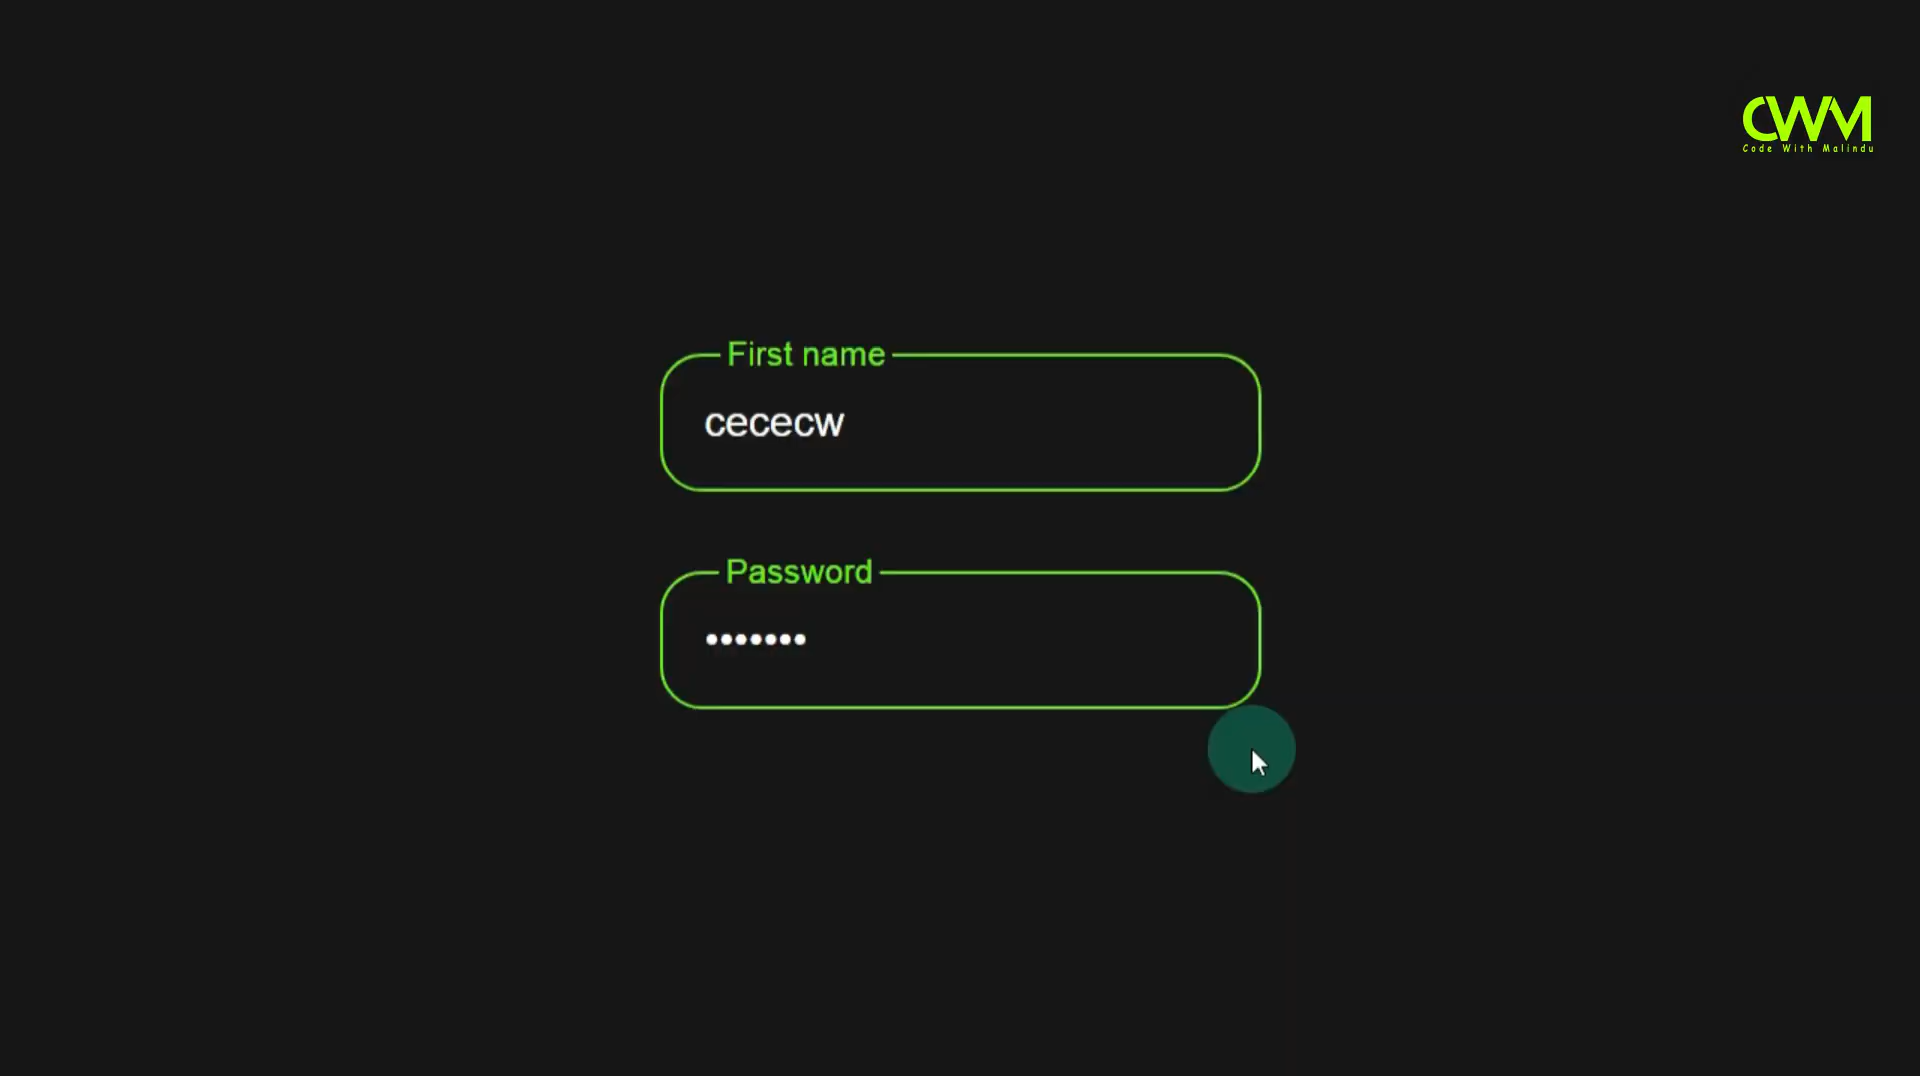 CWM
Code With Malindu
First name
cececw
Password
•••••••